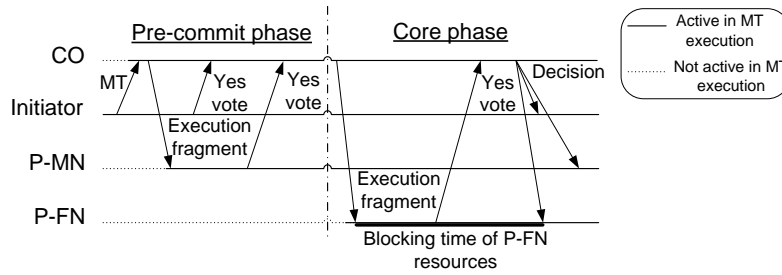 Pre-commit phase
Core phase
Active in MT
execution
Not active in MT
execution
CO
MT
Yes
vote
Yes
vote
Yes
vote
Decision
Initiator
Execution
fragment
P-MN
Execution
fragment
P-FN
Blocking time of P-FN
resources